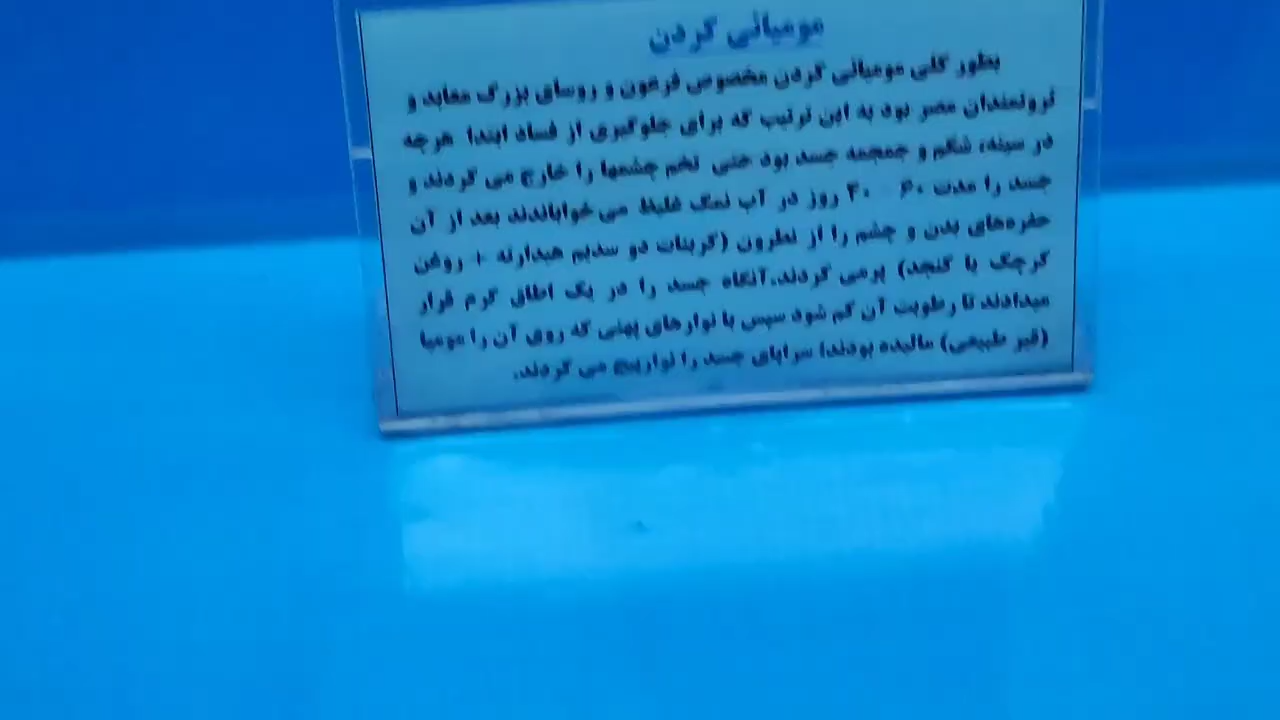 مومیائی کردن
بطور کلی مومیائی کردن مخصوص فرعون و روسای بزرگ معابد و
ثروتمندان مصر بود به این ترتیب که برای جلوگیری از فساد ابتدا هرچه
در سینه، شکم و جمجمه جسد بود حتی تخم چشمها را خارج می کردند و
جسد را مدت ۶۰ ۴۰ روز در آب نمک غلیظ می خواباندند بعد از آن
حفره‌های بدن و چشم را از نطرون (کربنات دو سدیم هیدراته + روغن
کرچک یا کنجد) پرمی کردند.آنگاه جسد را در یک اطاق گرم قرار
میدادند تا رطوبت آن کم شود سپس با نوارهای پهنی که روی آن را مومیا
(قیر طبیعی) مالیده بودند سراپای جسد را نوارپیچ می کردند.